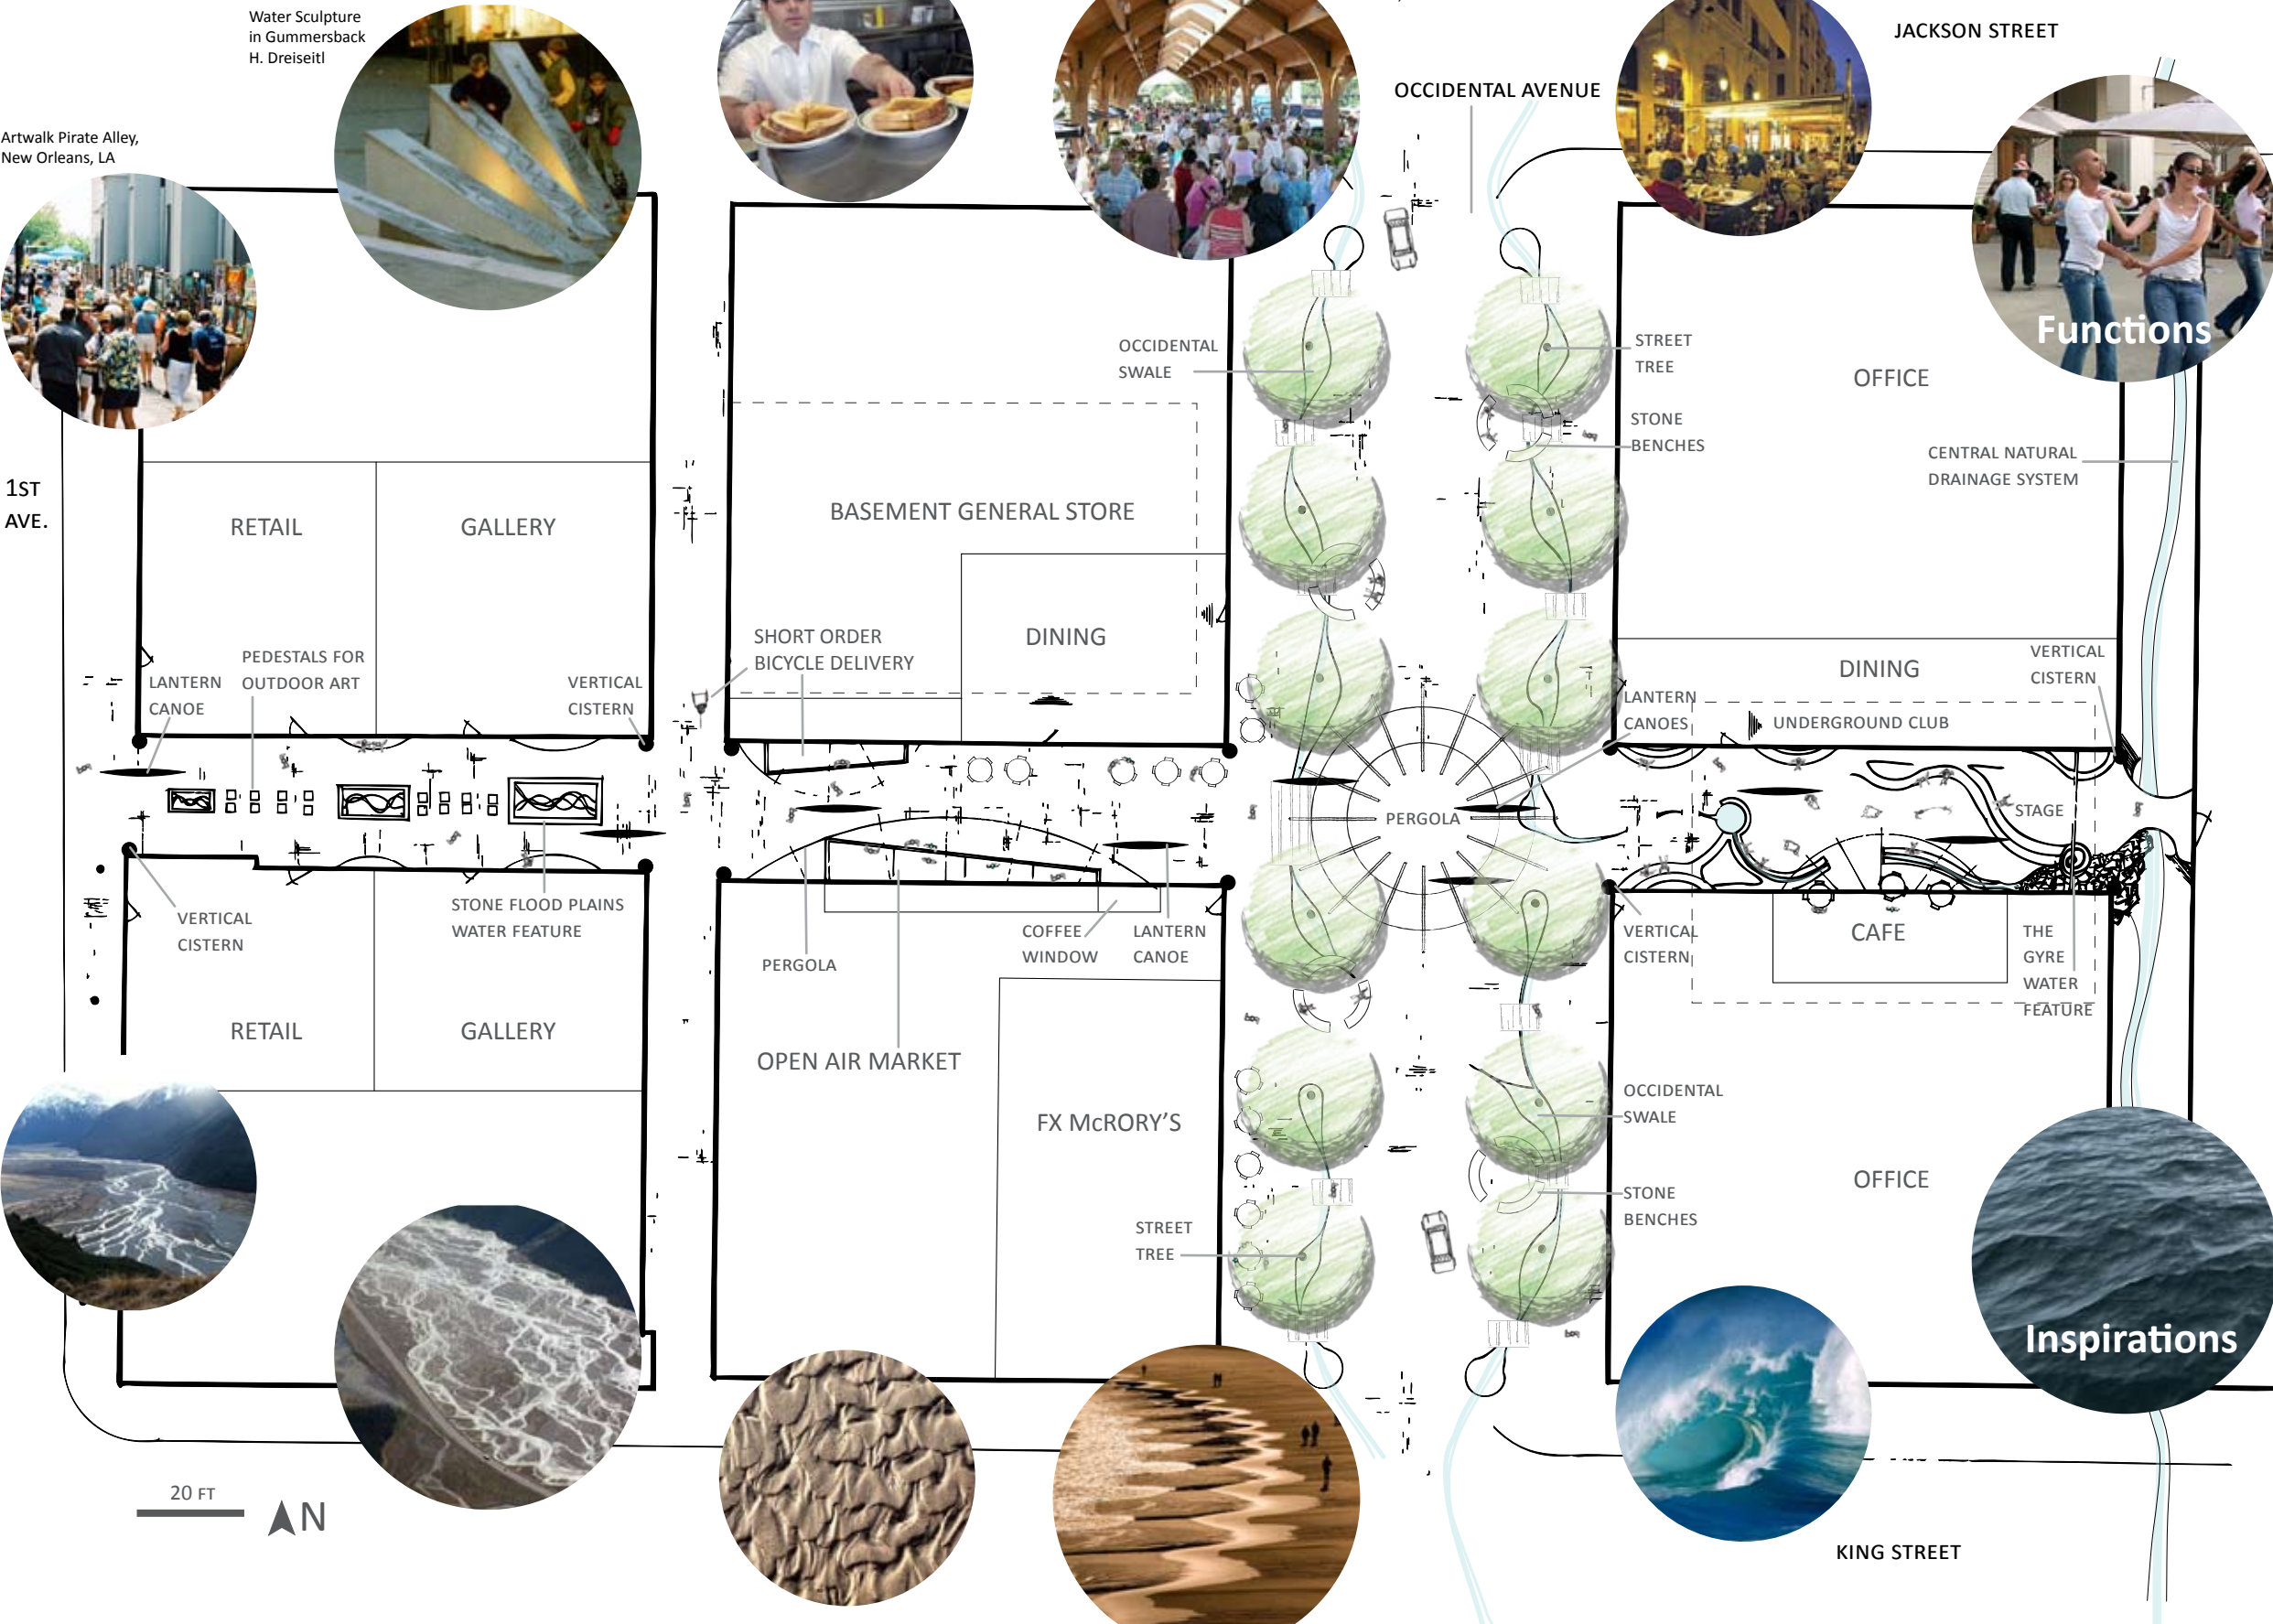 Water Sculpture
in Gummersback
H. Dreiseitl
JACKSON STREET
OCCIDENTAL AVENUE
Artwalk Pirate Alley,
New Orleans, LA
Functions
OCCIDENTAL
SWALE
STREET
TREE
OFFICE
STONE
BENCHES
CENTRAL NATURAL
DRAINAGE SYSTEM
1ST
AVE.
RETAIL
GALLERY
BASEMENT GENERAL STORE
SHORT ORDER
BICYCLE DELIVERY
DINING
PEDESTALS FOR
OUTDOOR ART
LANTERN
CANOE
VERTICAL
CISTERN
LANTERN
CANOES
DINING
VERTICAL
CISTERN
UNDERGROUND CLUB
PERGOLA
STAGE
VERTICAL
CISTERN
STONE FLOOD PLAINS
WATER FEATURE
PERGOLA
COFFEE
WINDOW
LANTERN
CANOE
VERTICAL
CISTERN
CAFE
THE
GYRE
WATER
FEATURE
RETAIL
GALLERY
OPEN AIR MARKET
FX McRORY'S
OCCIDENTAL
SWALE
OFFICE
STONE
BENCHES
STREET
TREE
Inspirations
20 FT
N
KING STREET